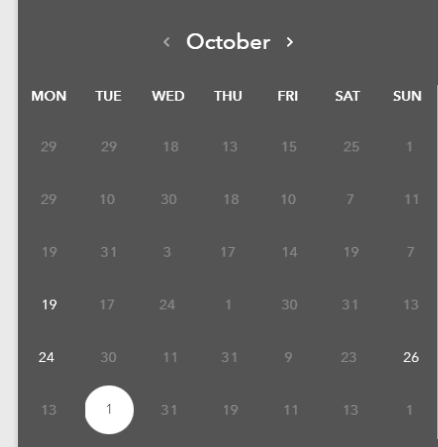 ‹ October ›
MON TUE WED THU FRI SAT SUN
29 29 18 13 15 25 1
29 10 30 18 10 7 11
19 31 3 17 14 19 7
19 17 24 1 30 31 13
24 30 11 31 9 23 26
13 1 31 19 11 13 1